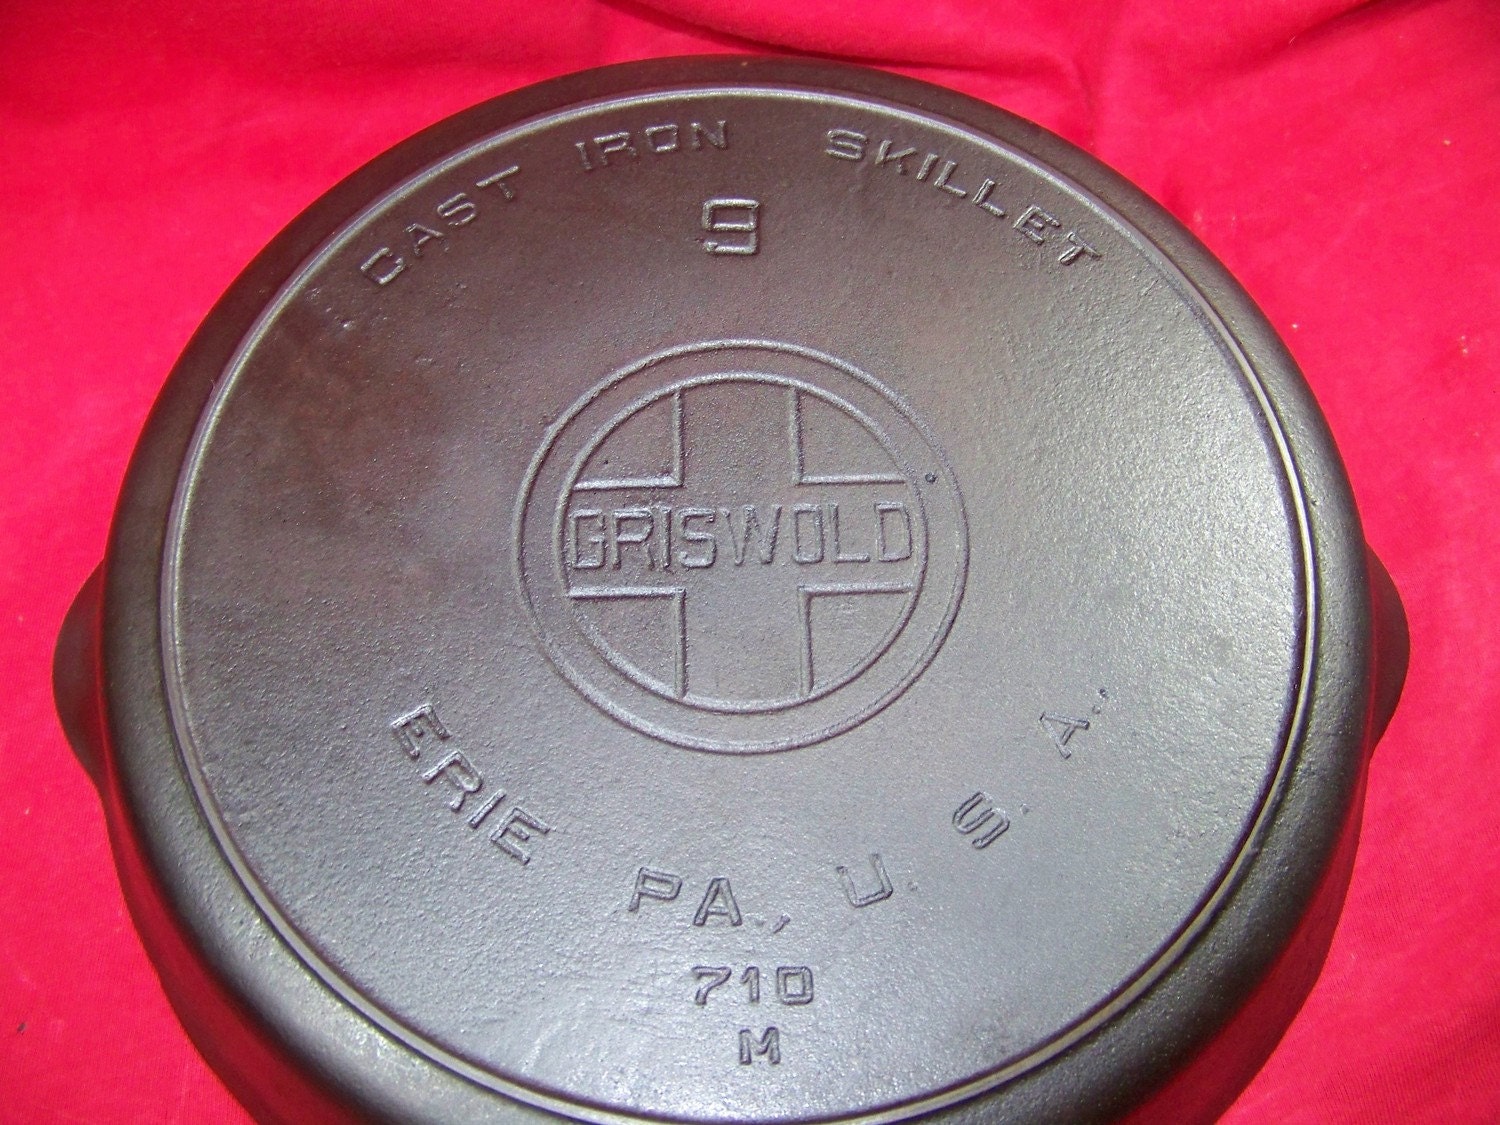 CAST IRON SKILLET
9
GRISWOLD
ERIE PA., U.S.A.,
710
M